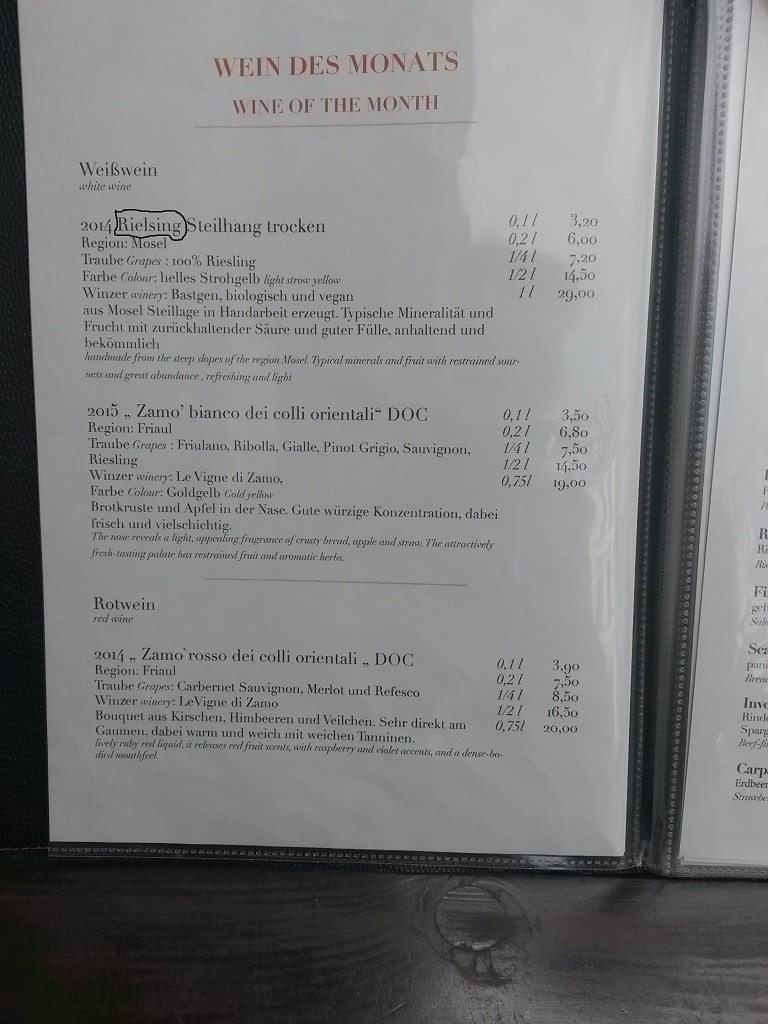 WEIN DES MONATS
WINE OF THE MONTH
Weißwein
white wine
2014 Rielsing Steilhang trocken
Region: Mosel
Traube Grapes : 100% Riesling
Farbe Colour: helles Strohgelb light strow yellow
Winzer winery: Bastgen, biologisch und vegan
aus Mosel Steillage in Handarbeit erzeugt. Typische Mineralität und
Frucht mit zurückhaltender Säure und guter Fülle, anhaltend und
bekömmlich
handmade from the steep slopes of the region Mosel. Typical minerals and fruit with restrained sour-
ness and great abundance , refreshing and light
0,1 l 3,20
0,2 l 6,00
1/4 l 7,20
1/2 l 14,50
1 l 29,00
2015 „ Zamo' bianco dei colli orientali“ DOC
Region: Friaul
Traube Grapes : Friulano, Ribolla, Gialle, Pinot Grigio, Sauvignon,
Riesling
Winzer winery: Le Vigne di Zamo,
Farbe Colour: Goldgelb Gold yellow
Brotkruste und Apfel in der Nase. Gute würzige Konzentration, dabei
frisch und vielschichtig.
The nose reveals a light, appealing fragrance of crusty bread, apple and straw. The attractively
fresh-tasting palate has restrained fruit and aromatic herbs.
0,1 l 3,50
0,2 l 6,80
1/4 l 7,50
1/2 l 14,50
0,75l 19,00
Rotwein
red wine
2014 „ Zamo`rosso dei colli orientali „ DOC
Region: Friaul
Traube Grapes: Carbernet Sauvignon, Merlot und Refesco
Winzer winery: LeVigne di Zamo
Bouquet aus Kirschen, Himbeeren und Veilchen. Sehr direkt am
Gaumen, dabei warm und weich mit weichen Tanninen.
lively ruby red liquid, it releases red fruit scents, with raspberry and violet accents, and a dense-bo-
died mouthfeel.
0,1 l 3,90
0,2 l 7,50
1/4 l 8,50
1/2 l 16,50
0,75l 20,00